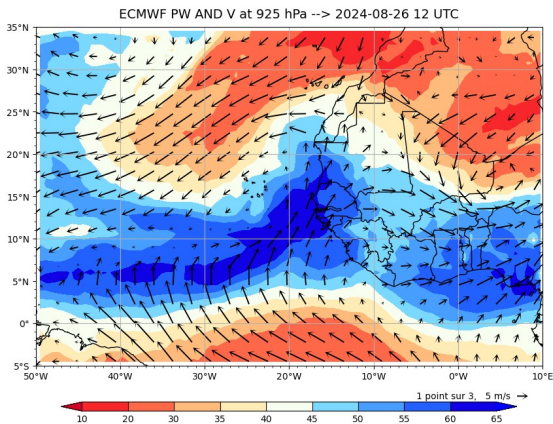 ECMWF PW AND V at 925 hPa --> 2024-08-26 12 UTC
35°N
30°N
25°N
20°N
15°N
10°N
5°N
0°
5°S
50°W 40°W 30°W 20°W 10°W 0°W 10°E
1 point sur 3, 5 m/s
10 20 30 35 40 45 50 55 60 65